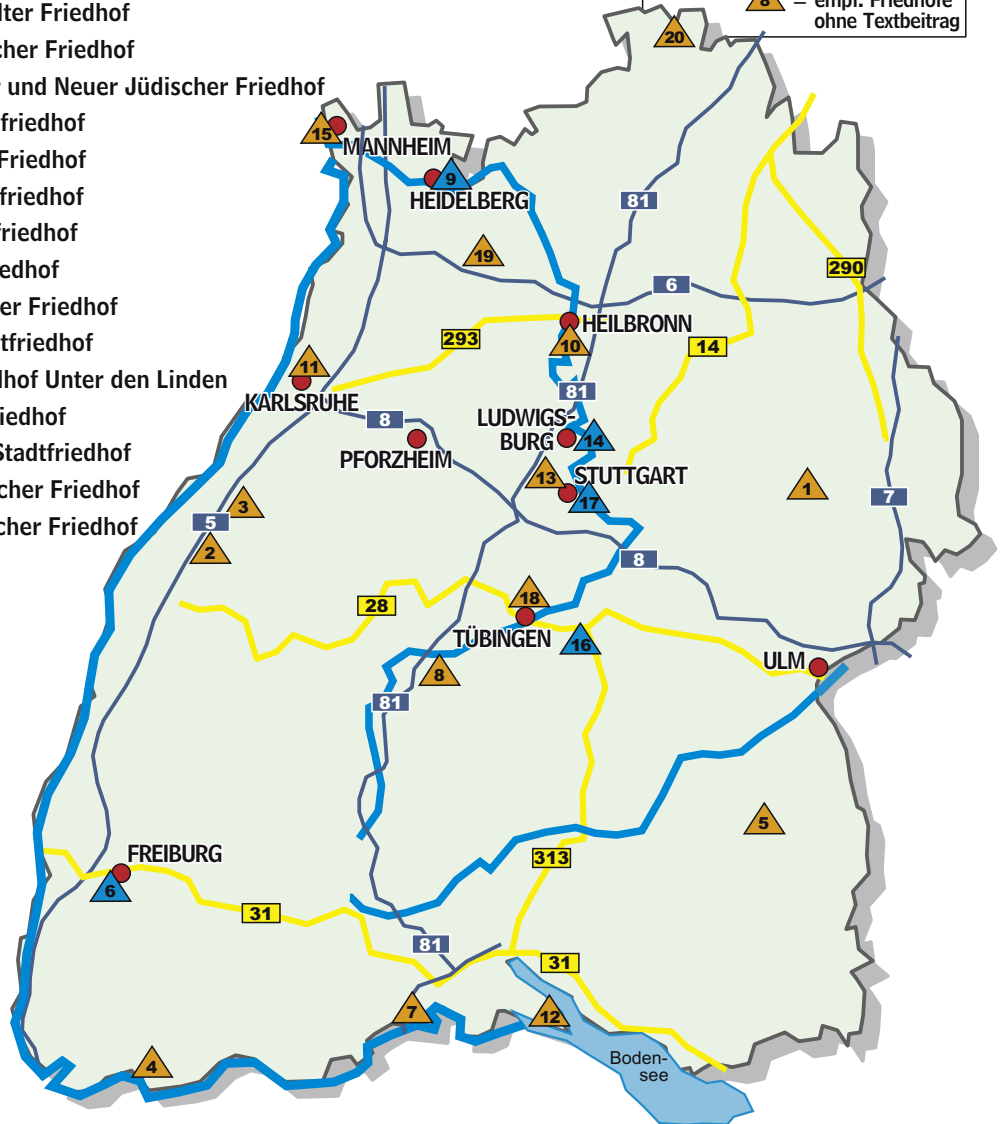 lter Friedhof
cher Friedhof
und Neuer Jüdischer Friedhof
friedhof
Friedhof
friedhof
friedhof
iedhof
er Friedhof
tfriedhof
dhof Unter den Linden
riedhof
Stadtfriedhof
cher Friedhof
cher Friedhof
8 = empf. Friedhöfe
ohne Textbeitrag
20
15
MANNHEIM
9
HEIDELBERG
81
19
290
6
HEILBRONN
10
293
14
11
KARLSRUHE
81
8
LUDWIGS-
BURG
14
PFORZHEIM
13
STUTTGART
17
1
7
3
5
2
8
28
18
TÜBINGEN
16
ULM
8
81
5
313
FREIBURG
6
31
81
31
7
12
4
Boden-
see